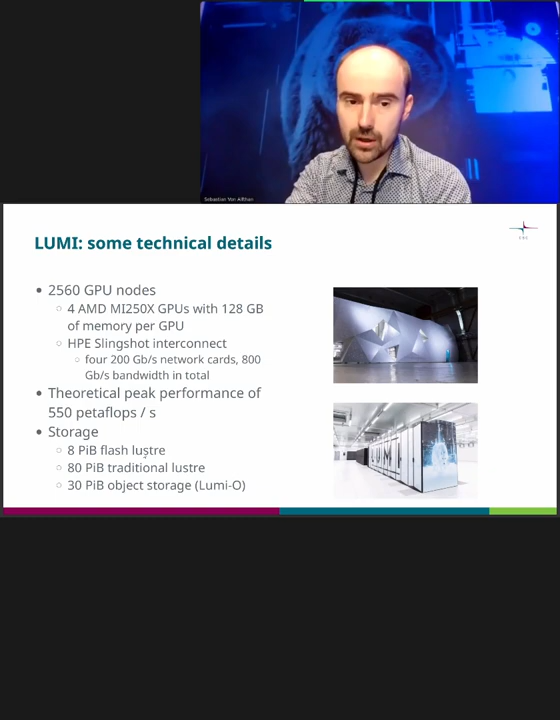 Sebastian Von Alfthan
LUMI: some technical details
CSC
• 2560 GPU nodes
○ 4 AMD MI250X GPUs with 128 GB
of memory per GPU
○ HPE Slingshot interconnect
○ four 200 Gb/s network cards, 800
Gb/s bandwidth in total
• Theoretical peak performance of
550 petaflops / s
• Storage
○ 8 PiB flash lustre
○ 80 PiB traditional lustre
○ 30 PiB object storage (Lumi-O)
LUMI